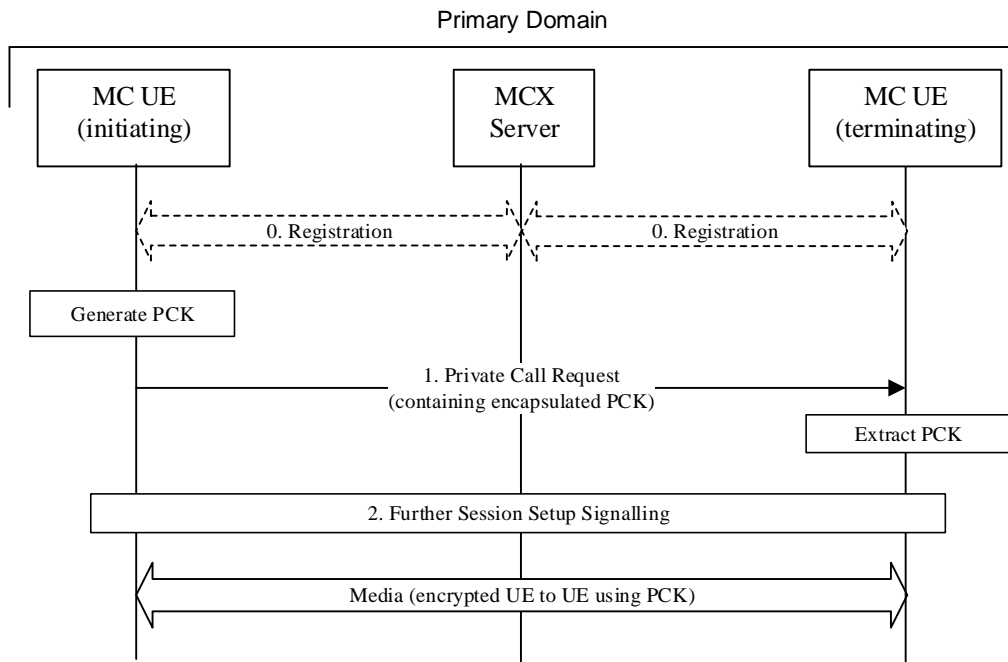 Primary Domain
MC UE
(initiating)
MCX
Server
MC UE
(terminating)
0. Registration
0. Registration
Generate PCK
1. Private Call Request
(containing encapsulated PCK)
Extract PCK
2. Further Session Setup Signalling
Media (encrypted UE to UE using PCK)